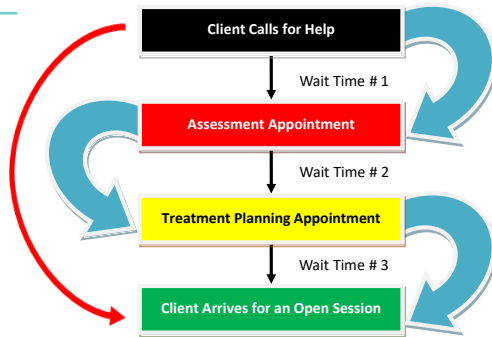 Client Calls for Help
Wait Time # 1
Assessment Appointment
Wait Time # 2
Treatment Planning Appointment
Wait Time # 3
Client Arrives for an Open Session